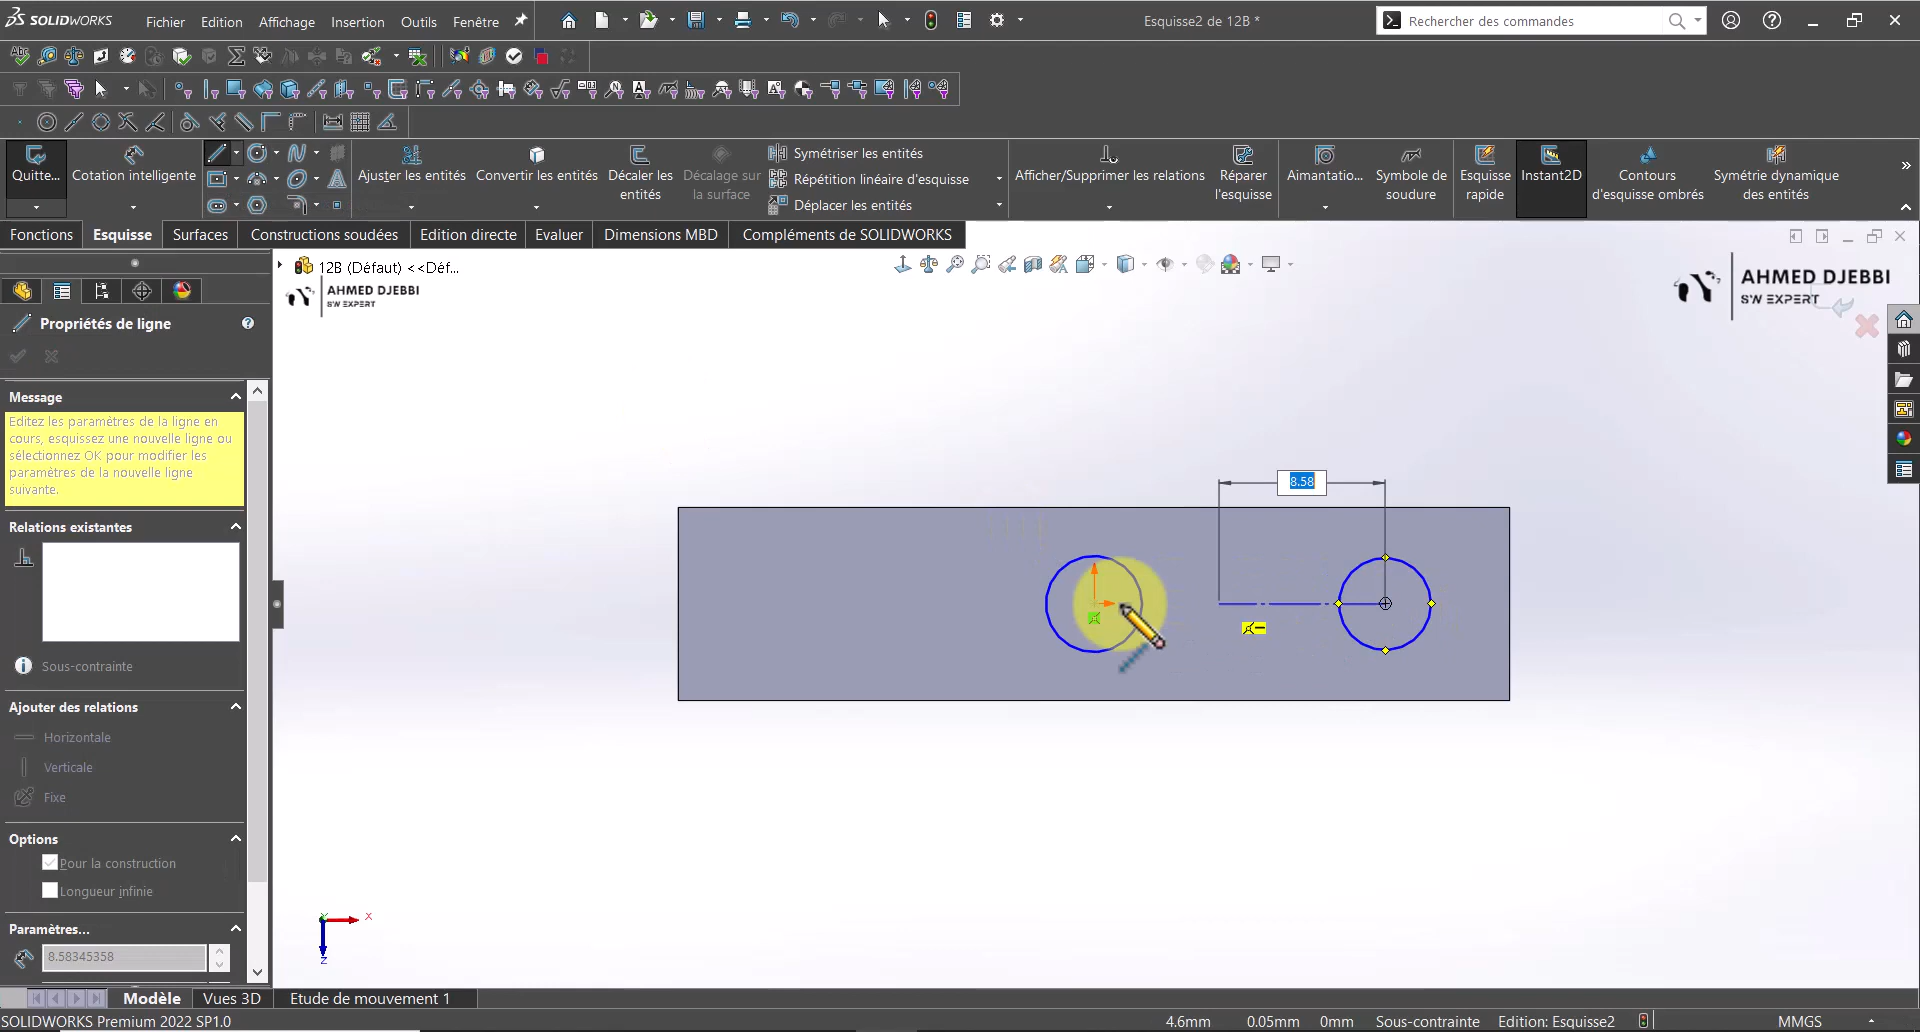 SOLIDWORKS
Fichier
Edition
Affichage
Insertion
Outils
Fenêtre
Esquisse2 de 12B *
Rechercher des commandes
Quitte...
Cotation intelligente
Ajuster les entités
Convertir les entités
Décaler les
entités
Décalage sur
la surface
Symétriser les entités
Répétition linéaire d'esquisse
Déplacer les entités
Afficher/Supprimer les relations
Réparer
l'esquisse
Aimantatio...
Symbole de
soudure
Esquisse
rapide
Instant2D
Contours
d'esquisse ombrés
Symétrie dynamique
des entités
Fonctions
Esquisse
Surfaces
Constructions soudées
Edition directe
Evaluer
Dimensions MBD
Compléments de SOLIDWORKS
12B (Défaut) <<Déf...
AHMED DJEBBI
SW EXPERT
AHMED DJEBBI
SW EXPERT
Propriétés de ligne
Message
Editez les paramètres de la ligne en
cours, esquissez une nouvelle ligne ou
sélectionnez OK pour modifier les
paramètres de la nouvelle ligne
suivante.
Relations existantes
Sous-contrainte
Ajouter des relations
Horizontale
Verticale
Fixe
Options
Pour la construction
Longueur infinie
Paramètres...
8.58345358
8.58
X
Y
Z
Modèle
Vues 3D
Etude de mouvement 1
SOLIDWORKS Premium 2022 SP1.0
4.6mm
0.05mm
0mm
Sous-contrainte
Edition: Esquisse2
MMGS